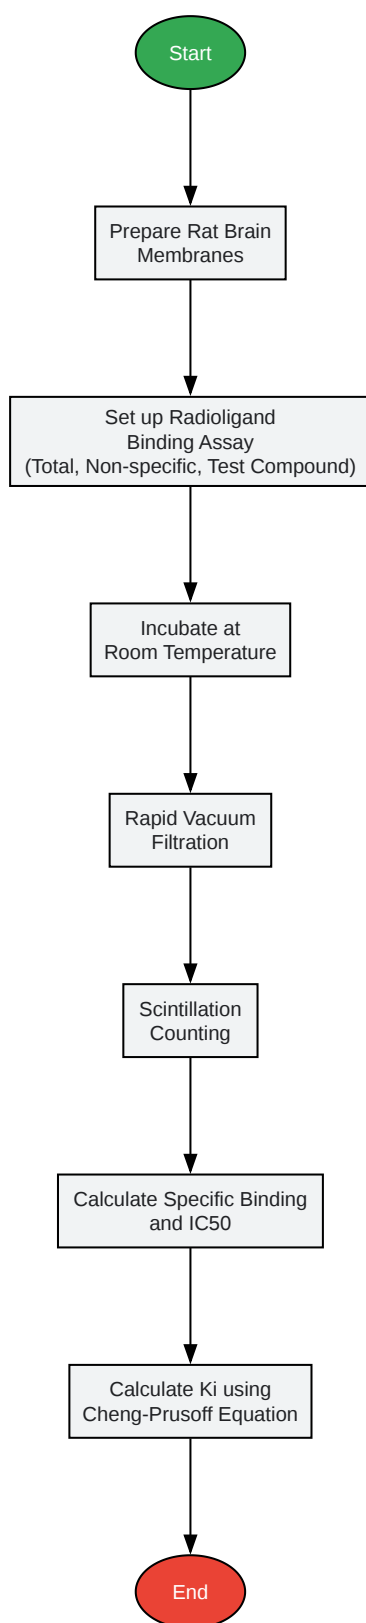 Start
Prepare Rat Brain
Membranes
Set up Radioligand
Binding Assay
(Total, Non-specific, Test Compound)
Incubate at
Room Temperature
Rapid Vacuum
Filtration
Scintillation
Counting
Calculate Specific Binding
and IC50
Calculate Ki using
Cheng-Prusoff Equation
End